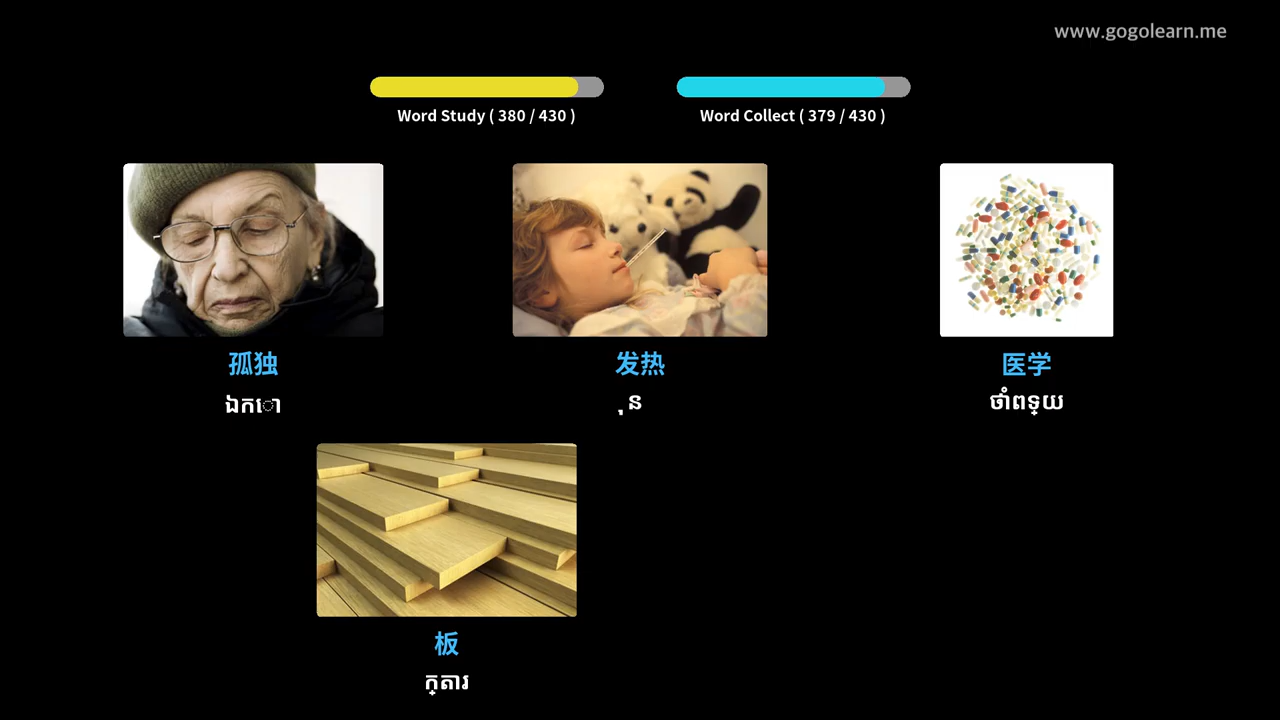 www.gogolearn.me
Word Study ( 380 / 430 )
Word Collect ( 379 / 430 )
孤独
ឯកោ
发热
ុន
医学
ថាំពទ្យ
板
ក្តារ